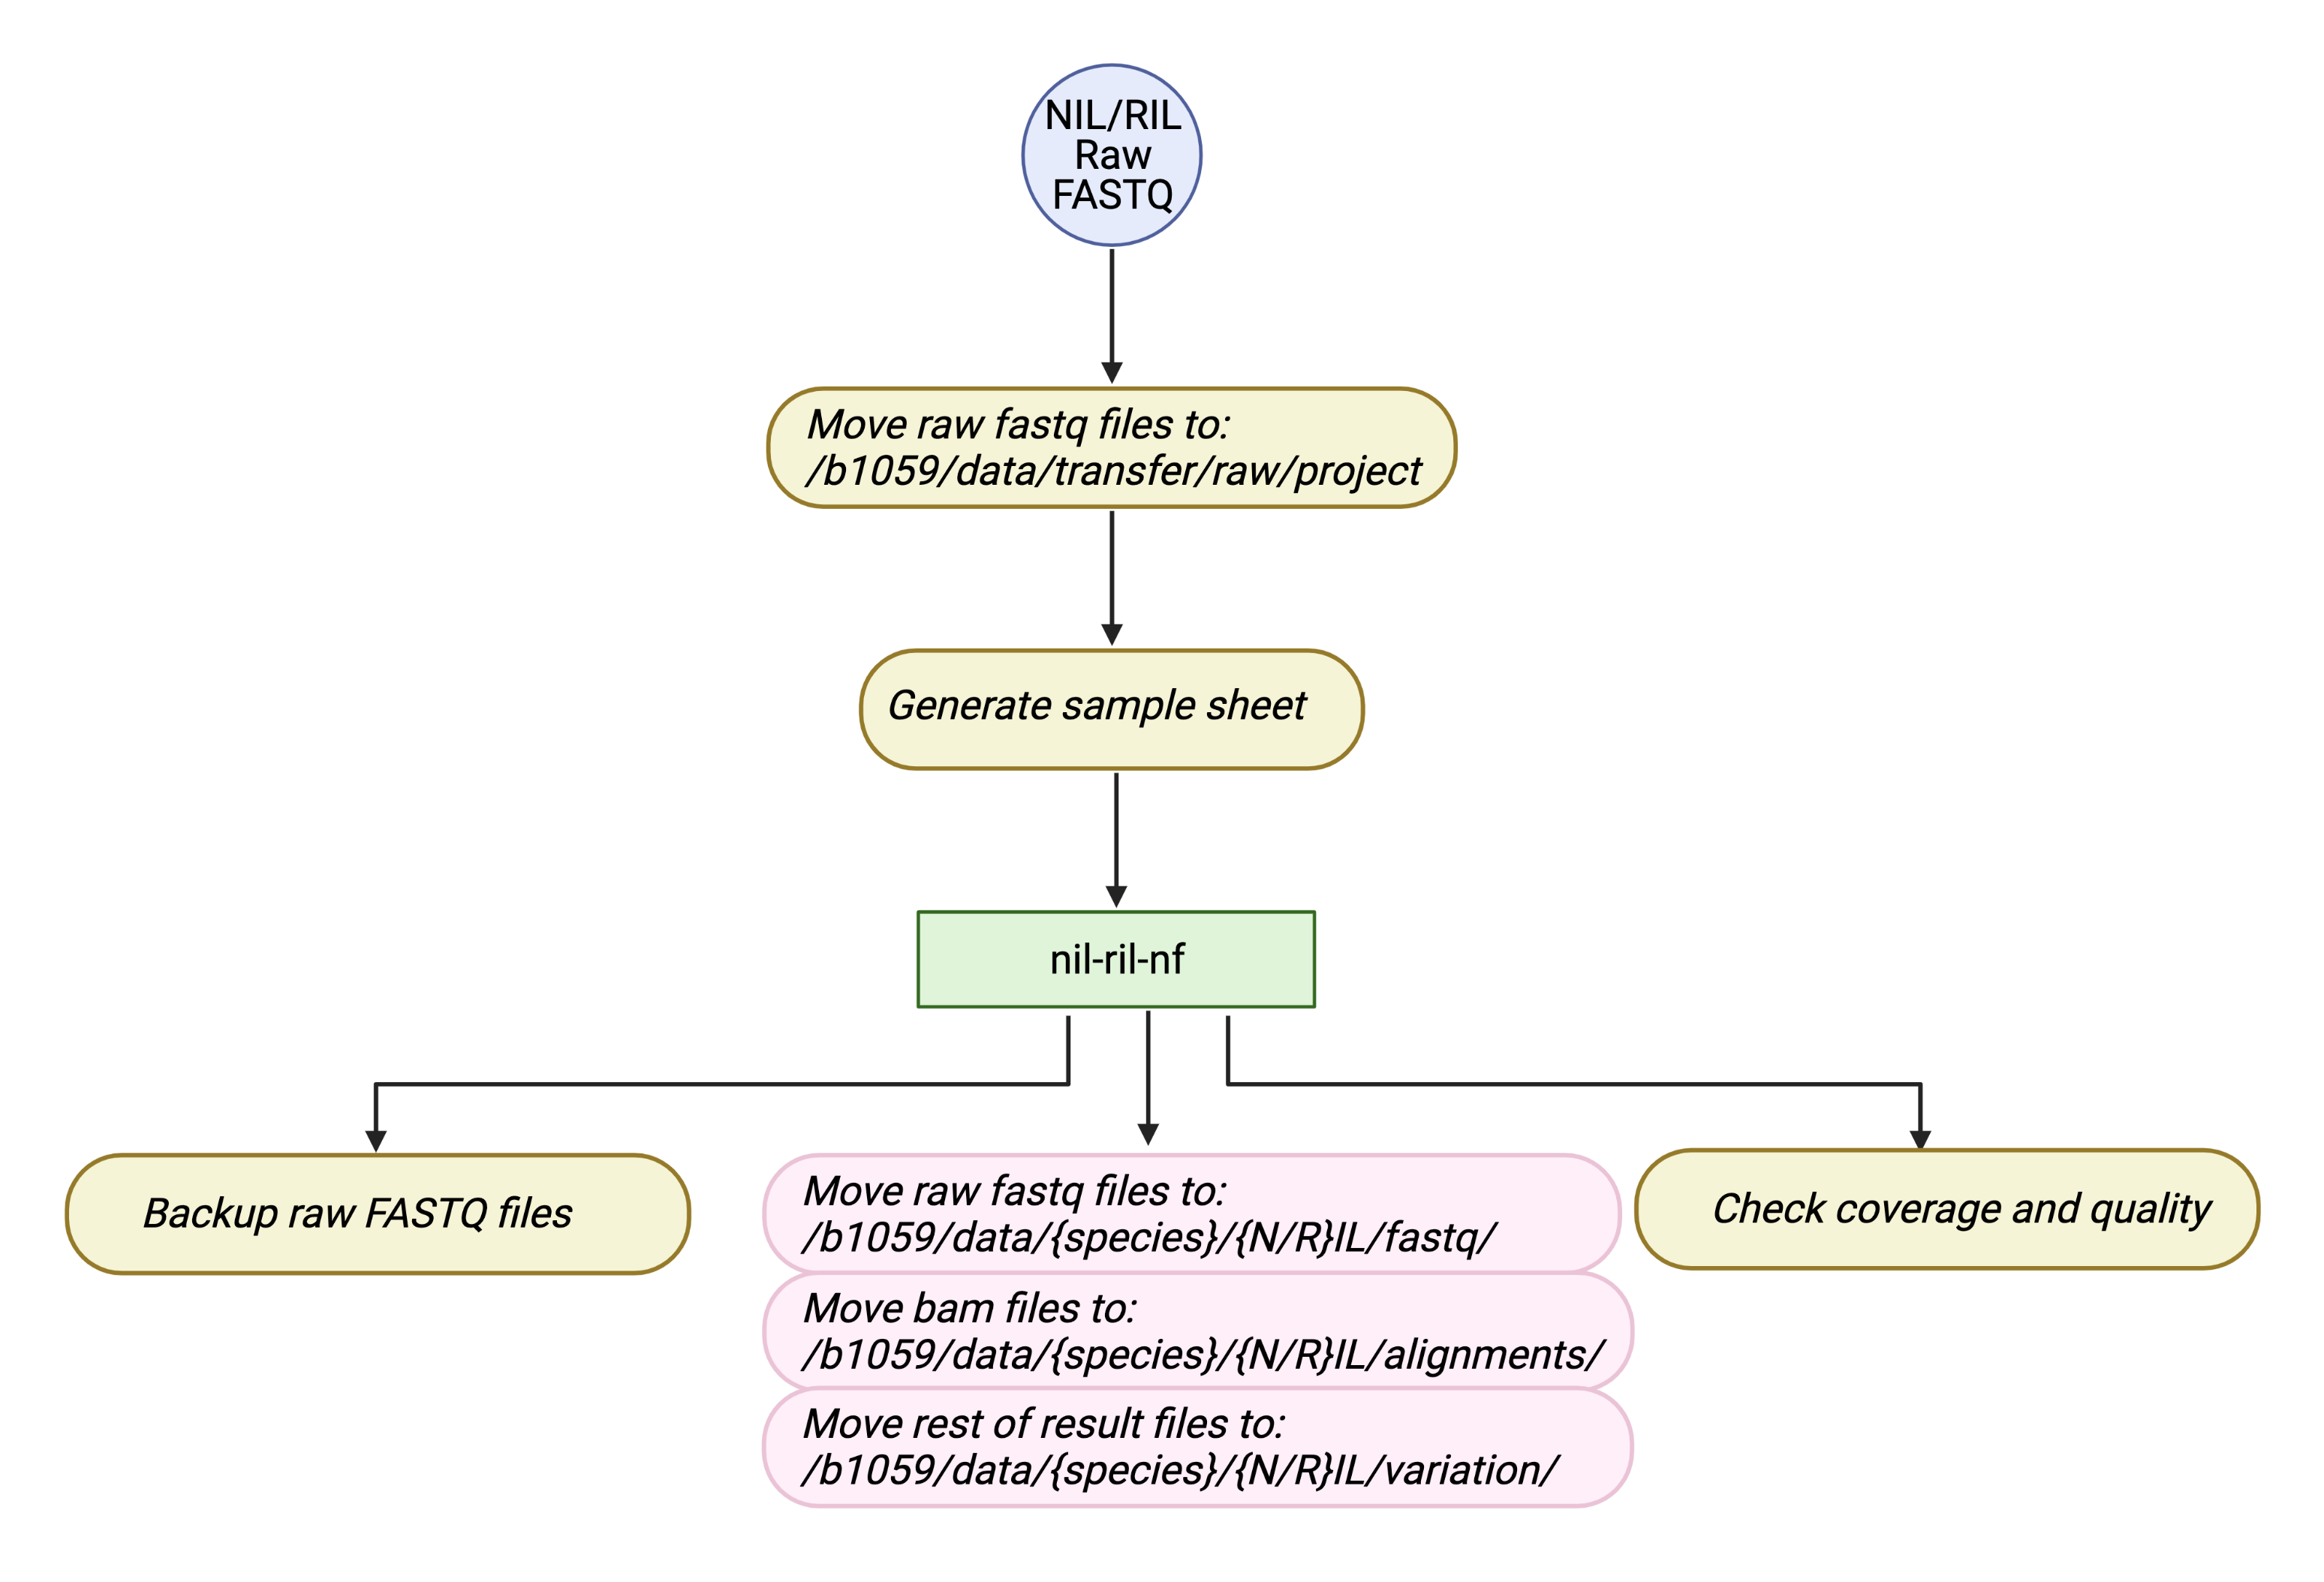 NIL/RIL
Raw
FASTQ
Move raw fastq files to:
/b1059/data/transfer/raw/project
Generate sample sheet
nil-ril-nf
Backup raw FASTQ files
Move raw fastq files to:
/b1059/data/{species}/{N/R}IL/fastq/
Move bam files to:
/b1059/data/{species}/{N/R}IL/alignments/
Move rest of result files to:
/b1059/data/{species}/{N/R}IL/variation/
Check coverage and quality